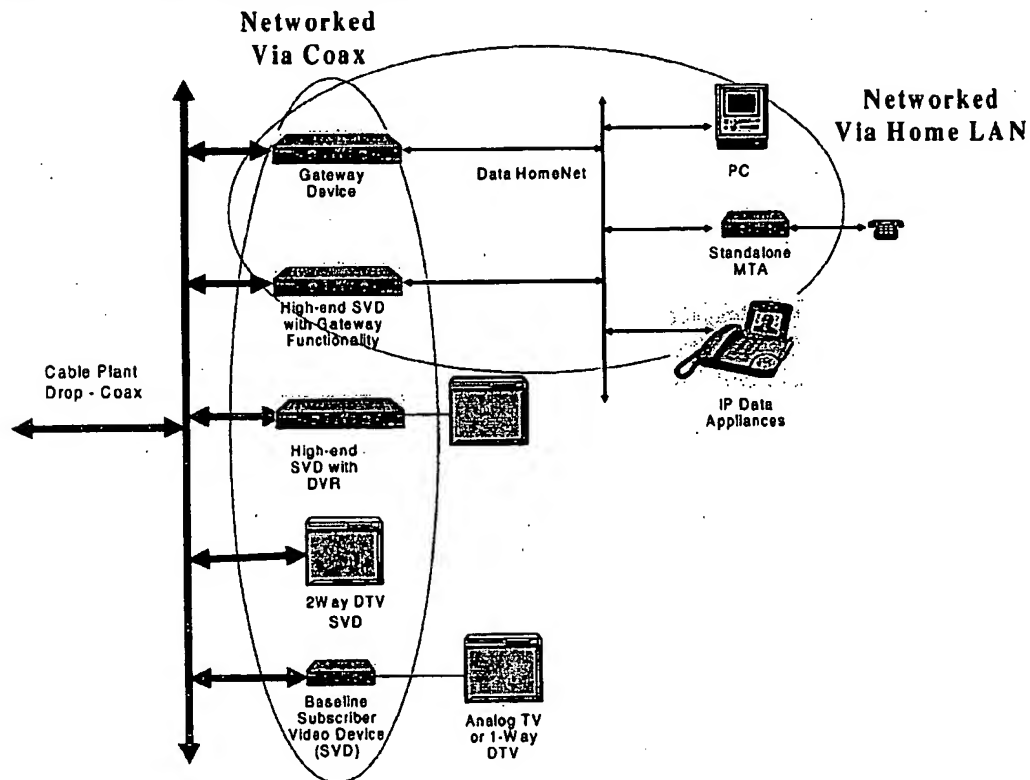 Networked
Via Coax
Networked
Via Home LAN
Gateway
Device
Data HomeNet
PC
Standalone
MTA
High-end SVD
with Gateway
Functionality
Cable Plant
Drop - Coax
IP Data
Appliances
High-end
SVD with
DVR
2Way DTV
SVD
Baseline
Subscriber
Video Device
(SVD)
Analog TV
or 1-Way
DTV